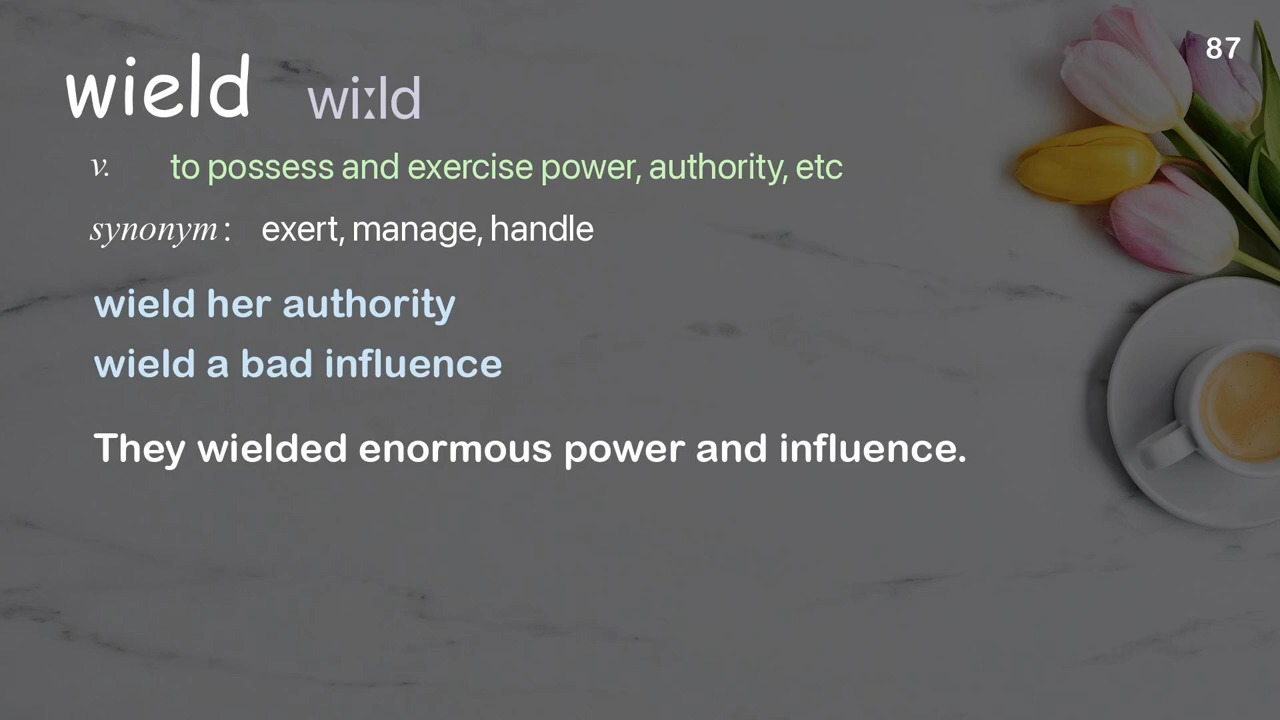 87
wield wiːld
v. to possess and exercise power, authority, etc
synonym: exert, manage, handle
wield her authority
wield a bad influence
They wielded enormous power and influence.